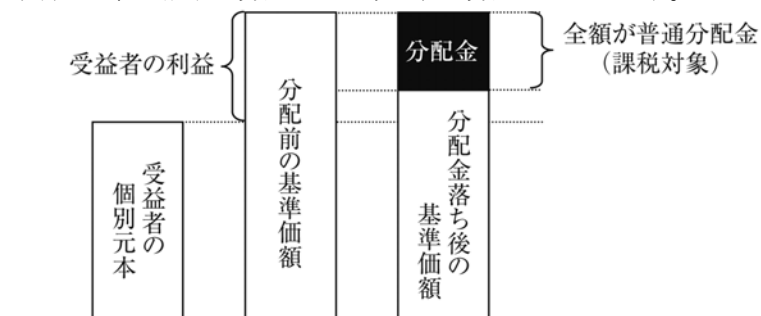 受益者の利益
分配金
全額が普通分配金
（課税対象）
受益者の
個別元本
分配前の基準価額
分配金落ち後の
基準価額